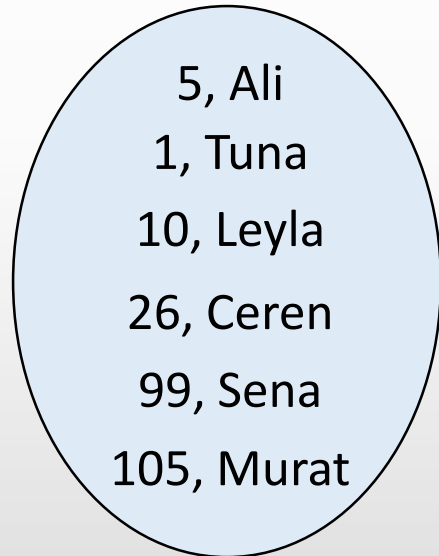 5, Ali
1, Tuna
10, Leyla
26, Ceren
99, Sena
105, Murat